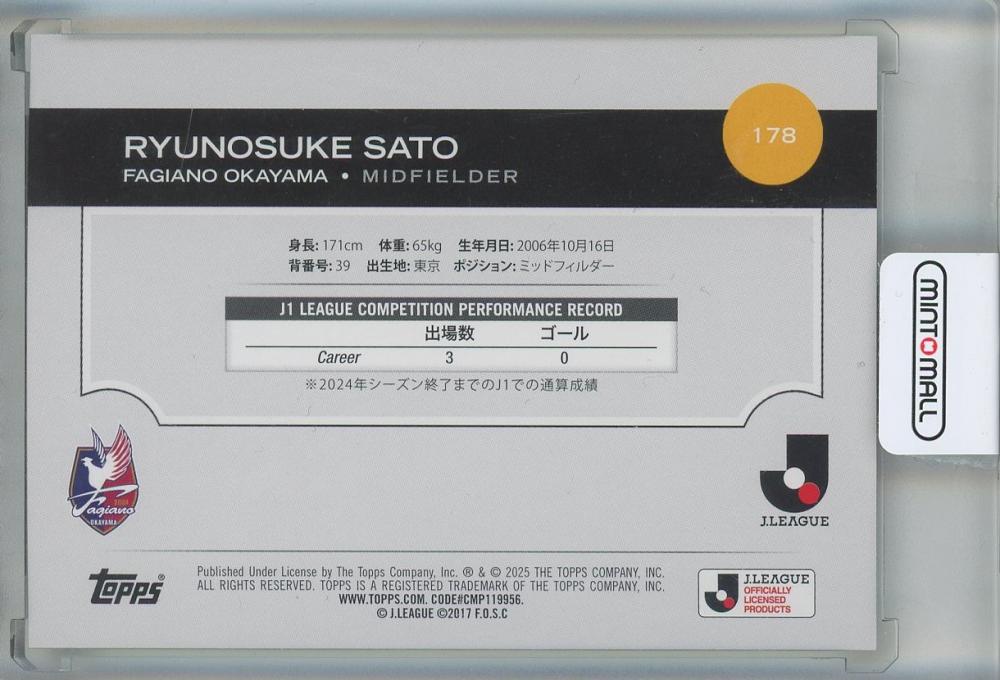 RYUNOSUKE SATO
FAGIANO OKAYAMA • MIDFIELDER
178
身長: 171cm 体重: 65kg 生年月日: 2006年10月16日
背番号: 39 出生地: 東京 ポジション: ミッドフィルダー
J1 LEAGUE COMPETITION PERFORMANCE RECORD
出場数 ゴール
Career 3 0
※2024年シーズン終了までのJ1での通算成績
MINT MALL
Fagiano
OKAYAMA
J.LEAGUE
topps®
Published Under License by The Topps Company, Inc. ® & © 2025 THE TOPPS COMPANY, INC.
ALL RIGHTS RESERVED. TOPPS IS A REGISTERED TRADEMARK OF THE TOPPS COMPANY, INC.
WWW.TOPPS.COM. CODE#CMP119956.
© J.LEAGUE ©2017 F.O.S.C
J.LEAGUE
OFFICIALLY
LICENSED
PRODUCTS